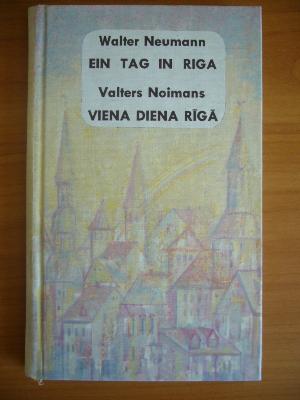 Walter Neumann
EIN TAG IN RIGA
Valters Noimans
VIENA DIENA RĪGĀ